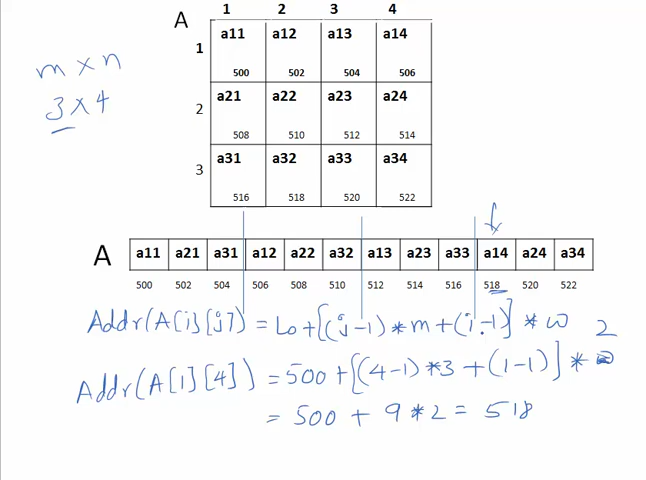 1 2 3 4
A
1 a11 a12 a13 a14
500 502 504 506
m × n
3 × 4
2 a21 a22 a23 a24
508 510 512 514
3 a31 a32 a33 a34
516 518 520 522
A a11 a21 a31 a12 a22 a32 a13 a23 a33 a14 a24 a34
500 502 504 506 508 510 512 514 516 518 520 522
Addr(A[i][j]) = Lo + [(j-1) * m + (i-1)] * w
Addr(A[1][4]) = 500 + [(4-1) * 3 + (1-1)] * 2
= 500 + 9 * 2 = 518